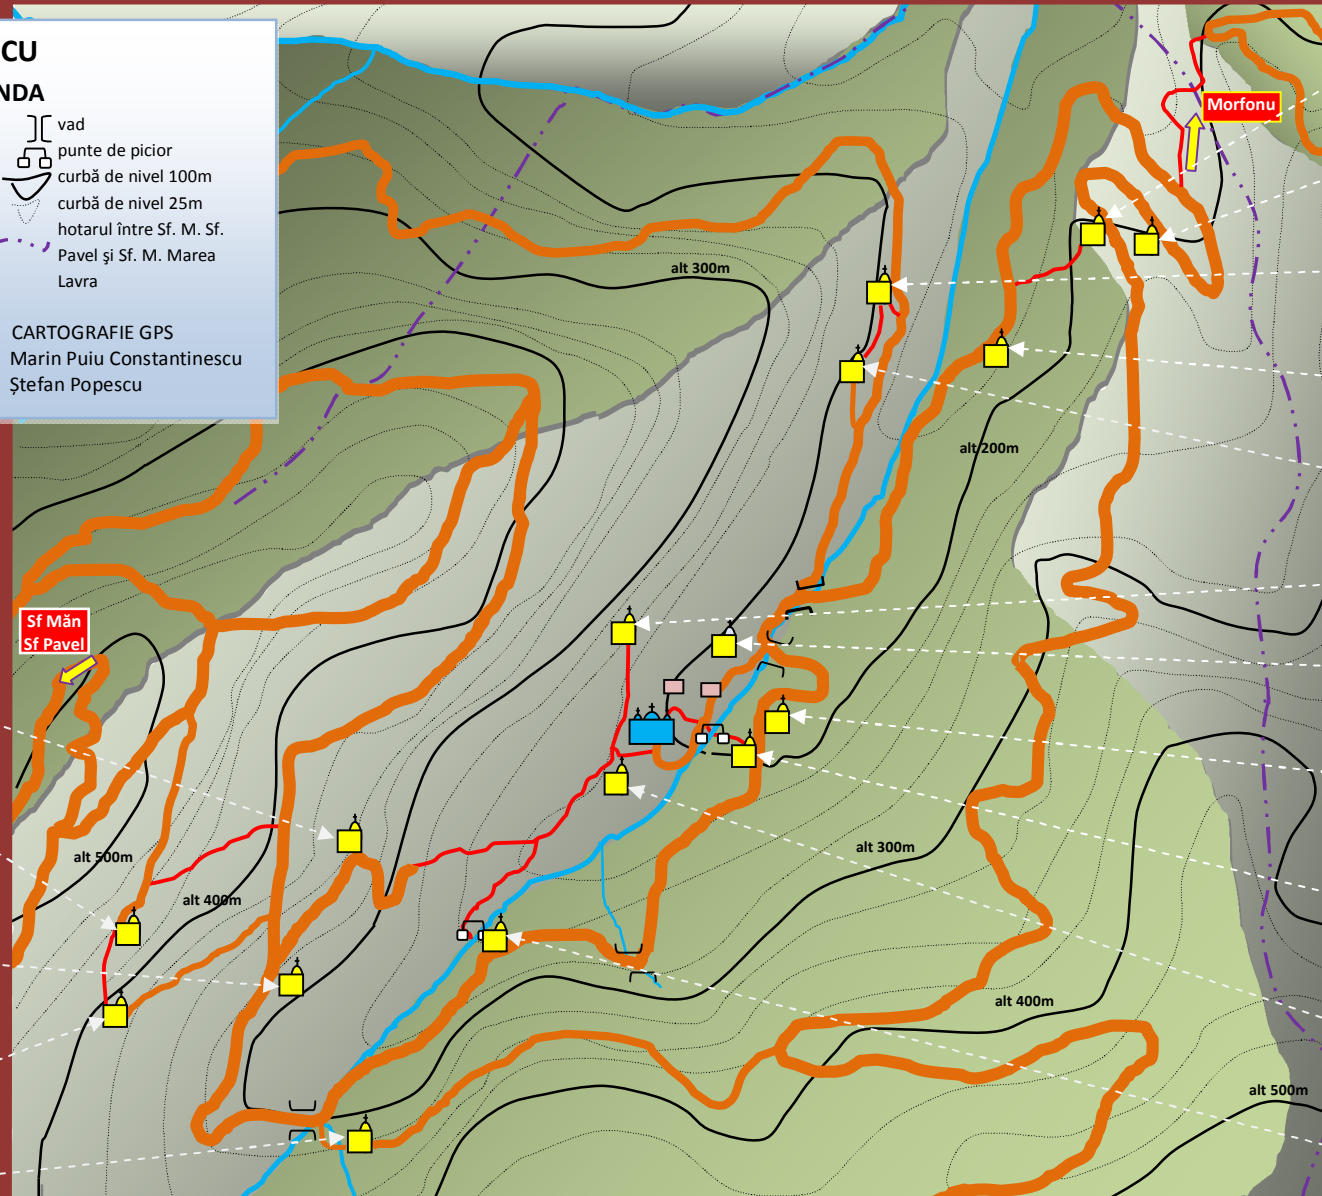 CU
NDA
vad
punte de picior
curbă de nivel 100m
curbă de nivel 25m
hotarul între Sf. M. Sf.
Pavel şi Sf. M. Marea
Lavra
CARTOGRAFIE GPS
Marin Puiu Constantinescu
Ștefan Popescu
Morfonu
alt 300m
alt 200m
Sf Măn
Sf Pavel
alt 500m
alt 400m
alt 300m
alt 400m
alt 500m